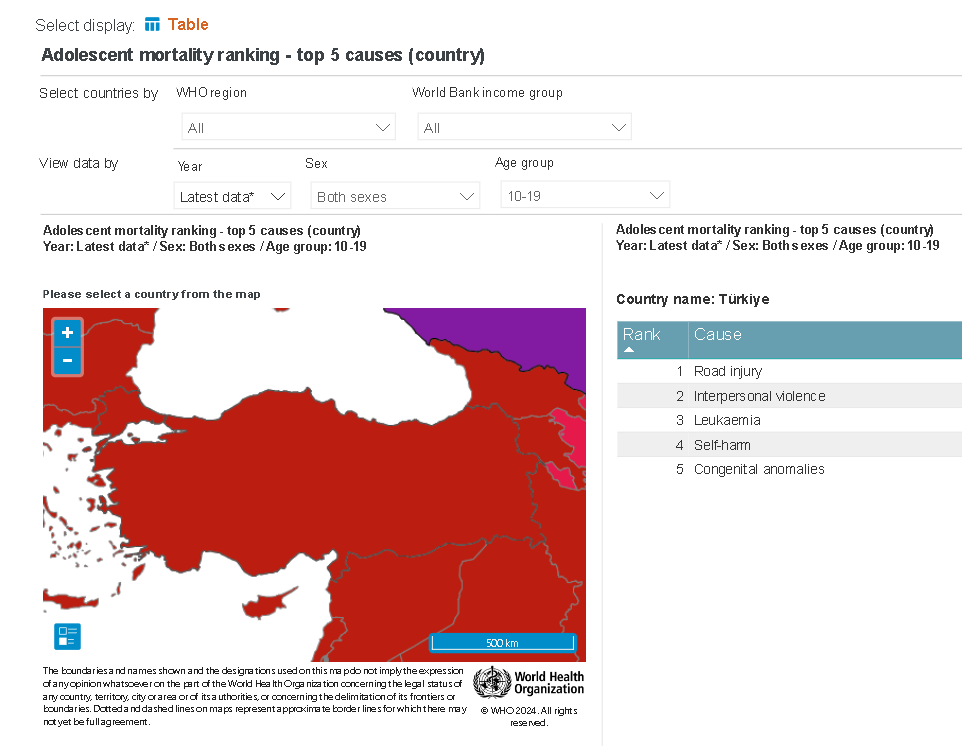 Select display: Table
Adolescent mortality ranking - top 5 causes (country)
Select countries by
WHO region
World Bank income group
All
All
View data by
Year
Sex
Age group
Latest data*
Both sexes
10-19
Adolescent mortality ranking - top 5 causes (country)
Year: Latest data* / Sex: Both sexes / Age group: 10-19
Please select a country from the map
+
−
500 km
The boundaries and names shown and the designations used on this map do not imply the expression
of any opinion whatsoever on the part of the World Health Organization concerning the legal status of
any country, territory, city or area or of its authorities, or concerning the delimitation of its frontiers or
boundaries. Dotted and dashed lines on maps represent approximate border lines for which there may
not yet be full agreement.
World Health
Organization
© WHO 2024. All rights
reserved.
Adolescent mortality ranking - top 5 causes (country)
Year: Latest data* / Sex: Both sexes / Age group: 10-19
Country name: Türkiye
Rank Cause
1 Road injury
2 Interpersonal violence
3 Leukaemia
4 Self-harm
5 Congenital anomalies